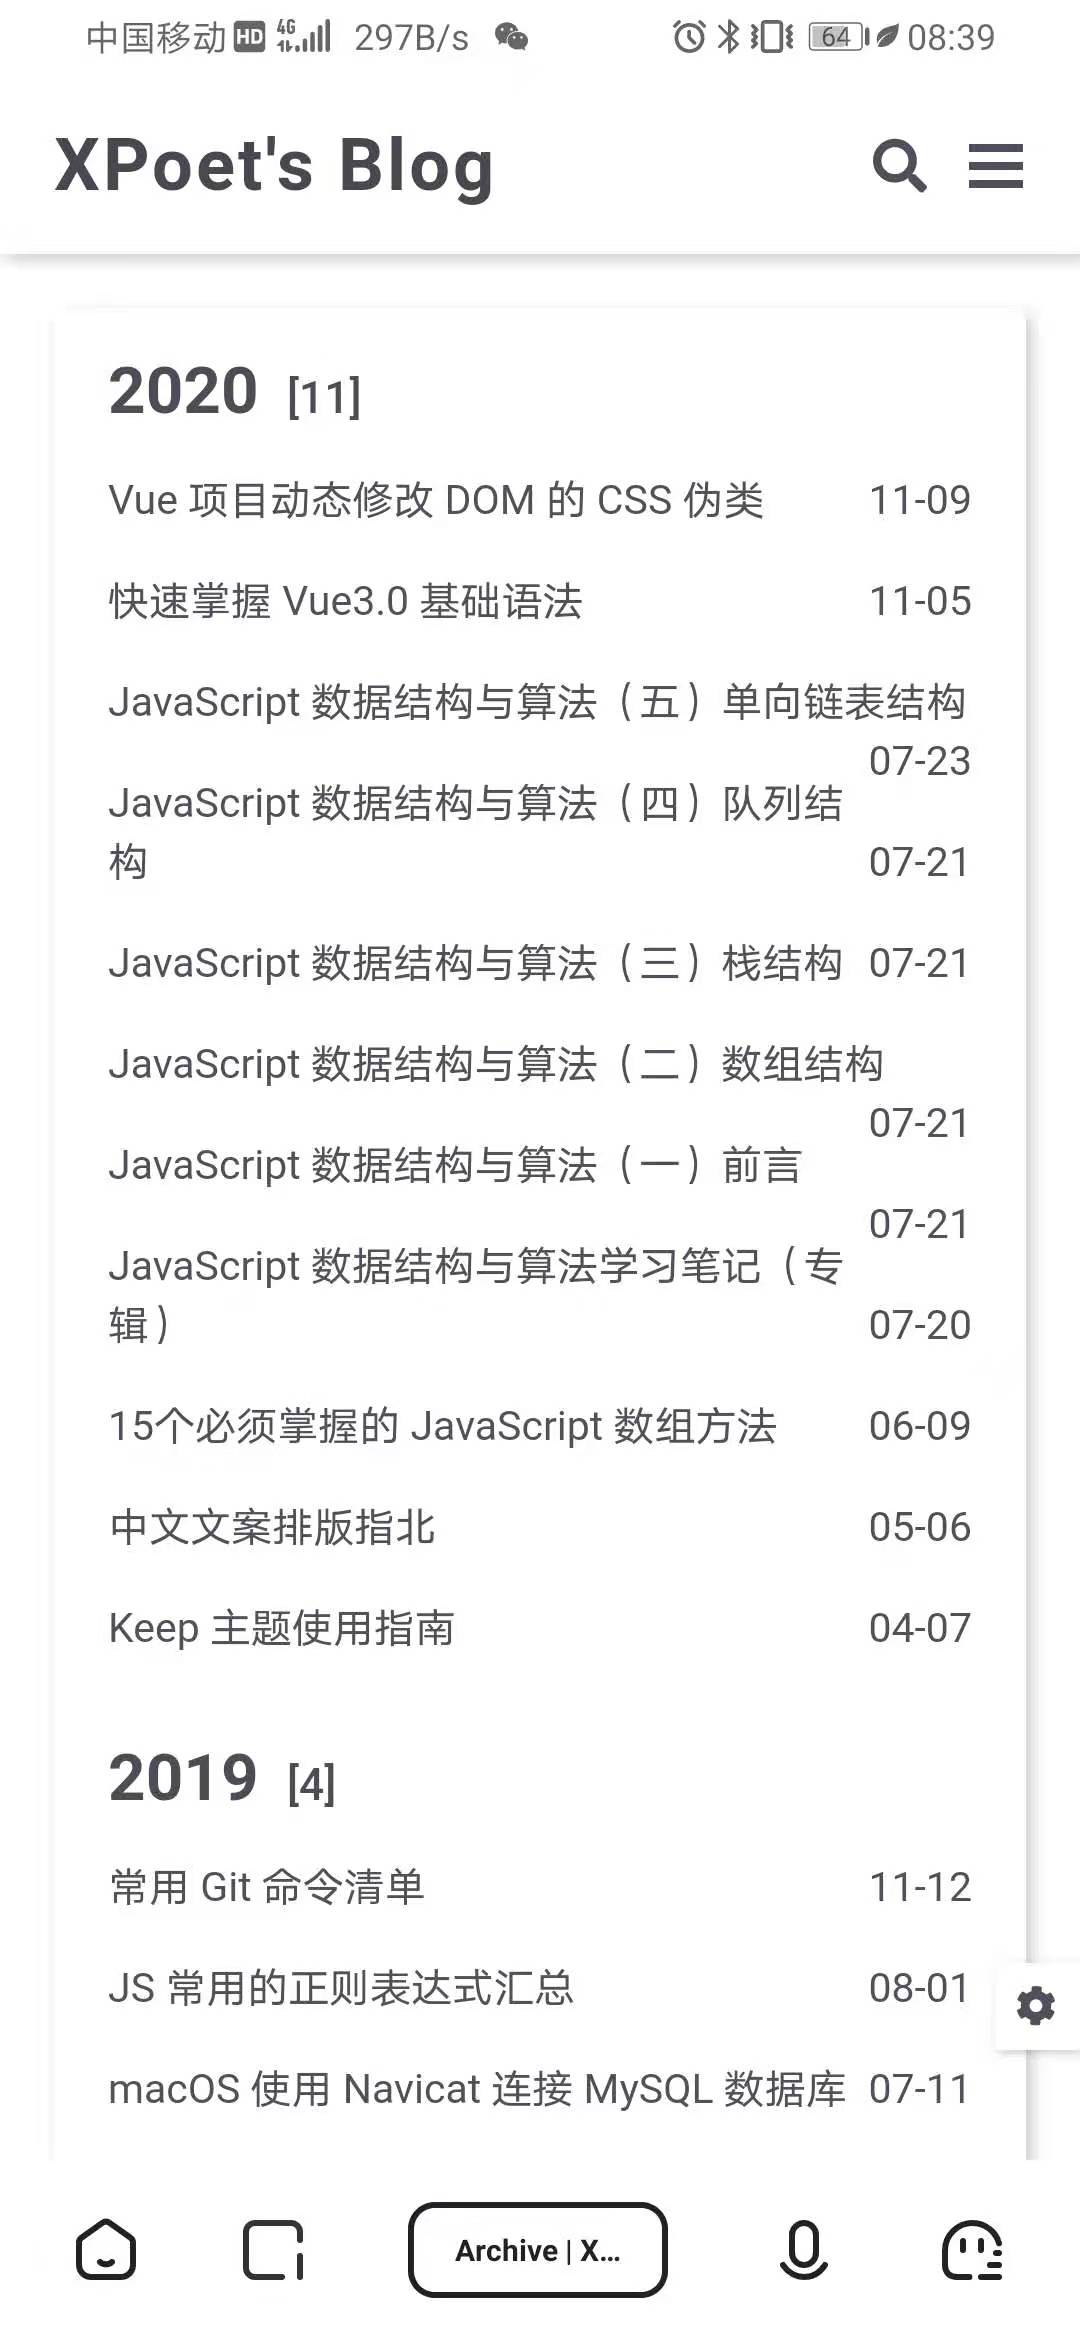 中国移动 HD 4G 297B/s 64 08:39
XPoet's Blog
2020 [11]
Vue 项目动态修改 DOM 的 CSS 伪类 11-09
快速掌握 Vue3.0 基础语法 11-05
JavaScript 数据结构与算法（五）单向链表结构
07-23
JavaScript 数据结构与算法（四）队列结
构 07-21
JavaScript 数据结构与算法（三）栈结构 07-21
JavaScript 数据结构与算法（二）数组结构
07-21
JavaScript 数据结构与算法（一）前言
07-21
JavaScript 数据结构与算法学习笔记（专
辑） 07-20
15个必须掌握的 JavaScript 数组方法 06-09
中文文案排版指北 05-06
Keep 主题使用指南 04-07
2019 [4]
常用 Git 命令清单 11-12
JS 常用的正则表达式汇总 08-01
macOS 使用 Navicat 连接 MySQL 数据库 07-11
Archive | X...